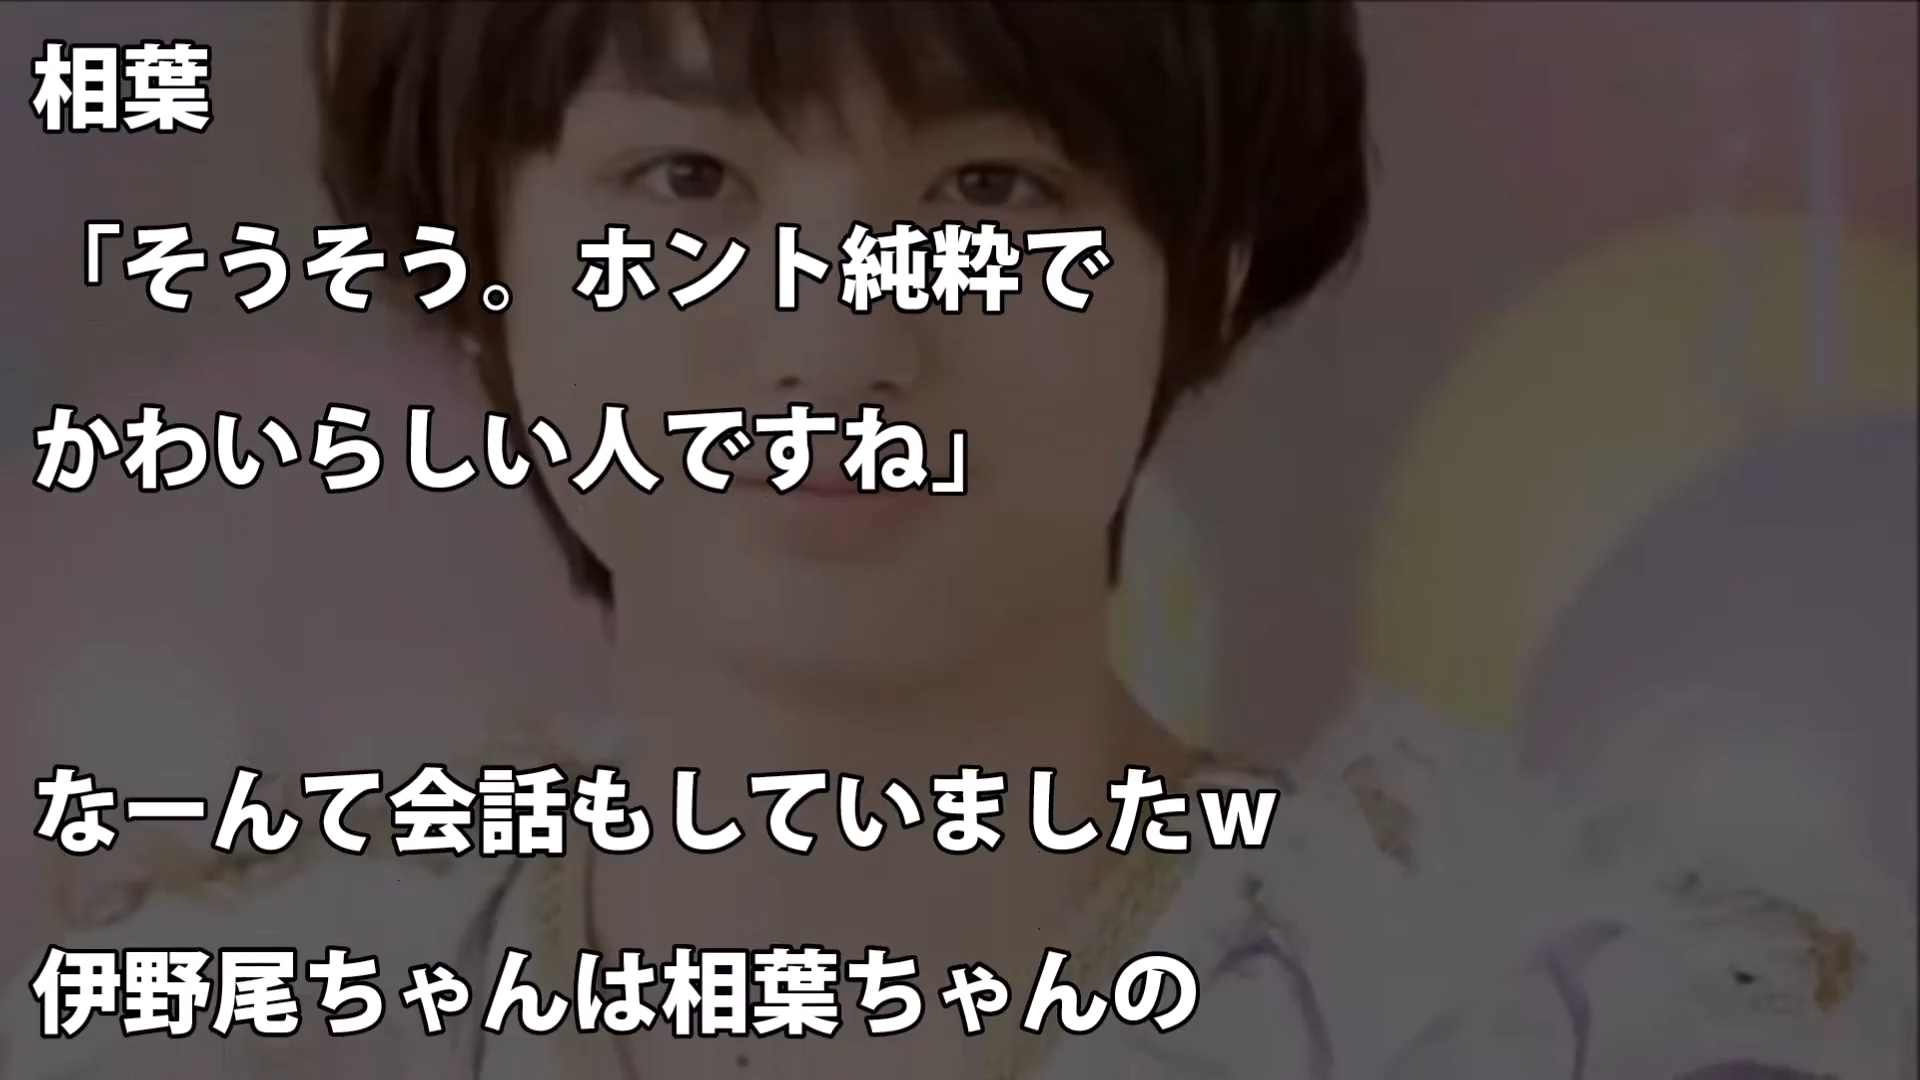 相葉
「そうそう。ホント純粋で
かわいらしい人ですね」
なーんて会話もしていましたｗ
伊野尾ちゃんは相葉ちゃんの